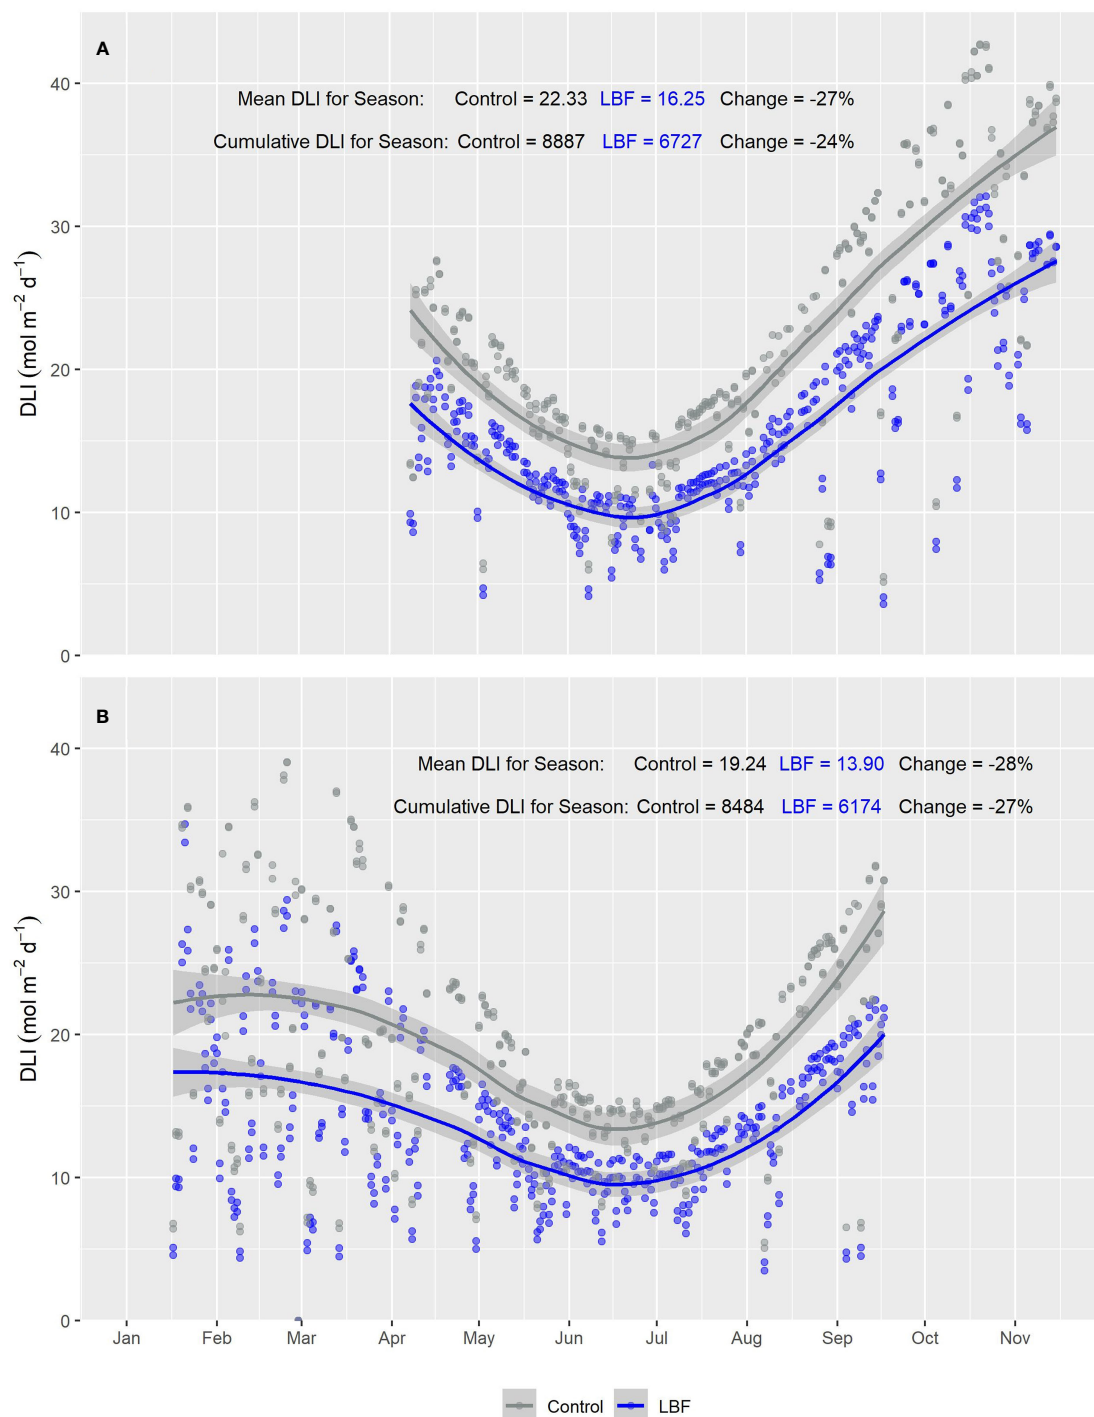 A
Mean DLI for Season: Control = 22.33 LBF = 16.25 Change = -27%
Cumulative DLI for Season: Control = 8887 LBF = 6727 Change = -24%
40
30
20
10
0
DLI (mol m⁻² d⁻¹)
B
Mean DLI for Season: Control = 19.24 LBF = 13.90 Change = -28%
Cumulative DLI for Season: Control = 8484 LBF = 6174 Change = -27%
40
30
20
10
0
DLI (mol m⁻² d⁻¹)
Jan Feb Mar Apr May Jun Jul Aug Sep Oct Nov
Control LBF